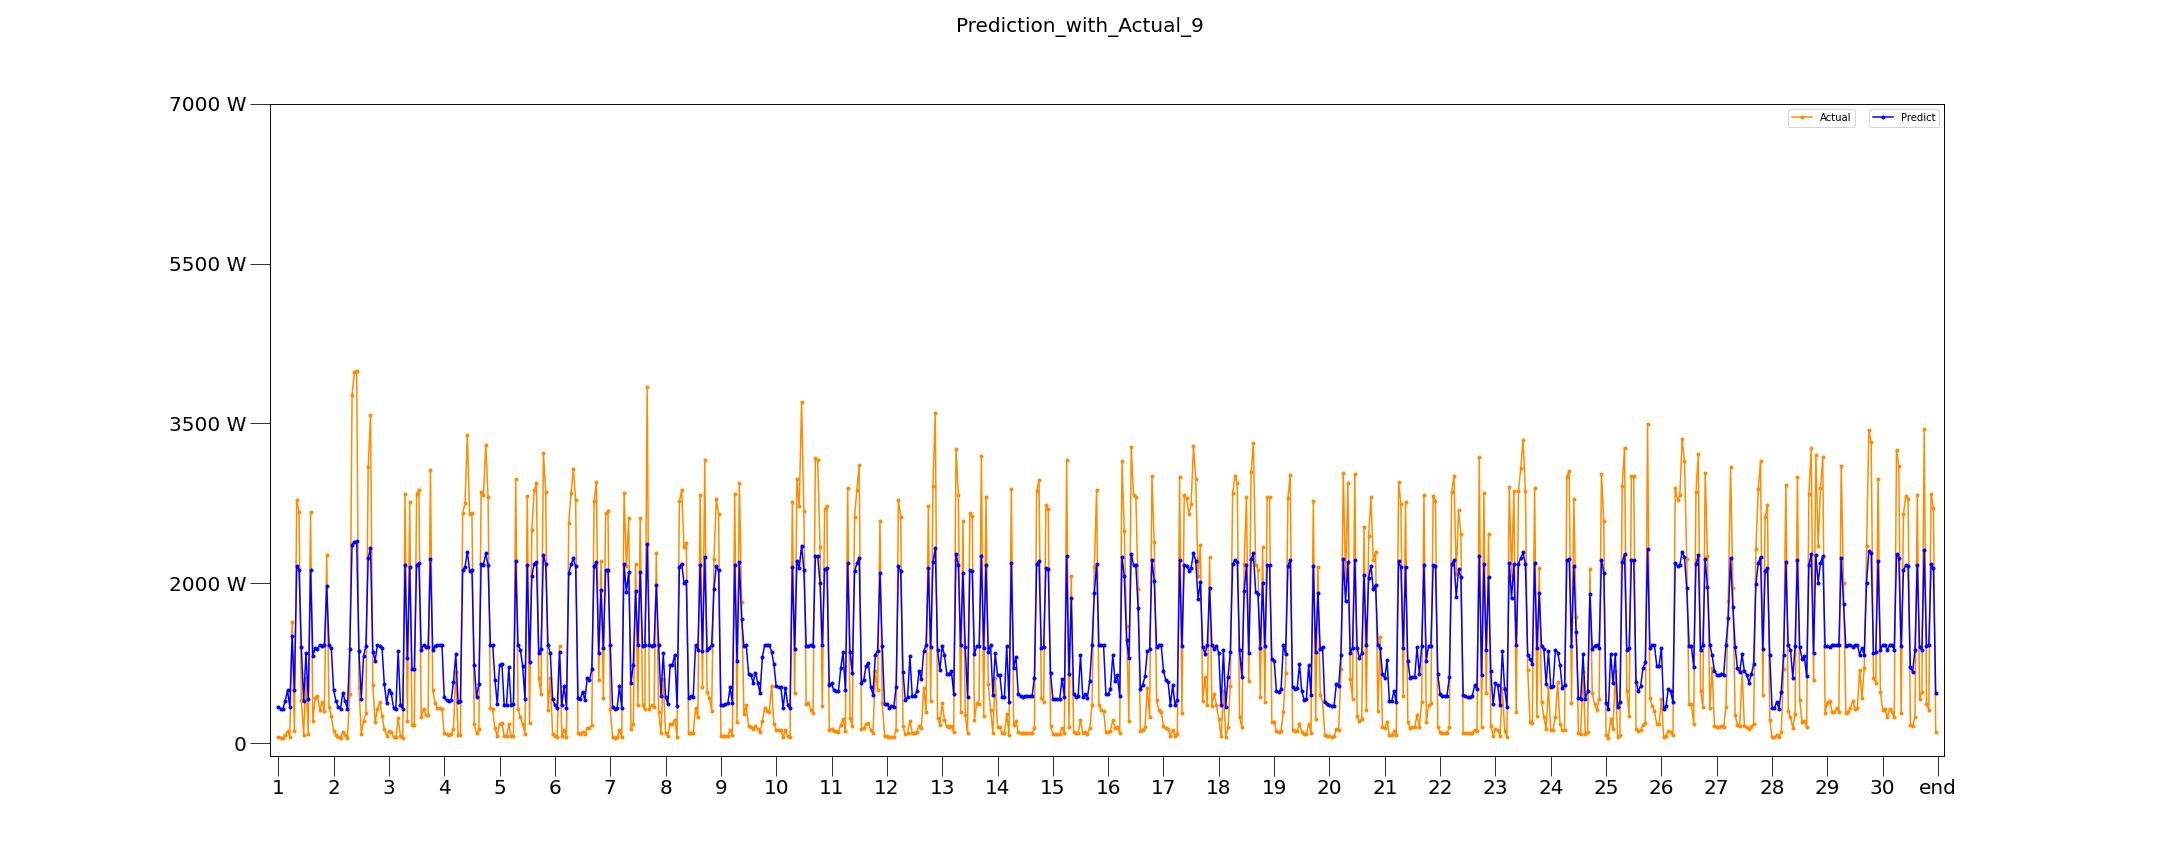 Prediction_with_Actual_9
7000 W
5500 W
3500 W
2000 W
0
Actual Predict
1 2 3 4 5 6 7 8 9 10 11 12 13 14 15 16 17 18 19 20 21 22 23 24 25 26 27 28 29 30 end